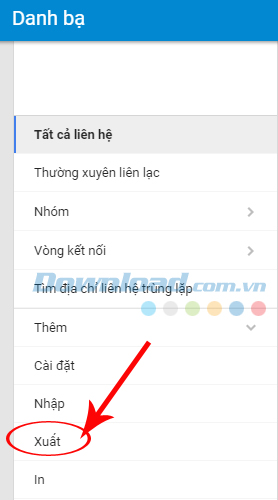 Danh bạ
Tất cả liên hệ
Thường xuyên liên lạc
Nhóm
Vòng kết nối
Download.com.vn
Tìm địa chỉ liên hệ trùng lặp
Thêm
Cài đặt
Nhập
Xuất
In